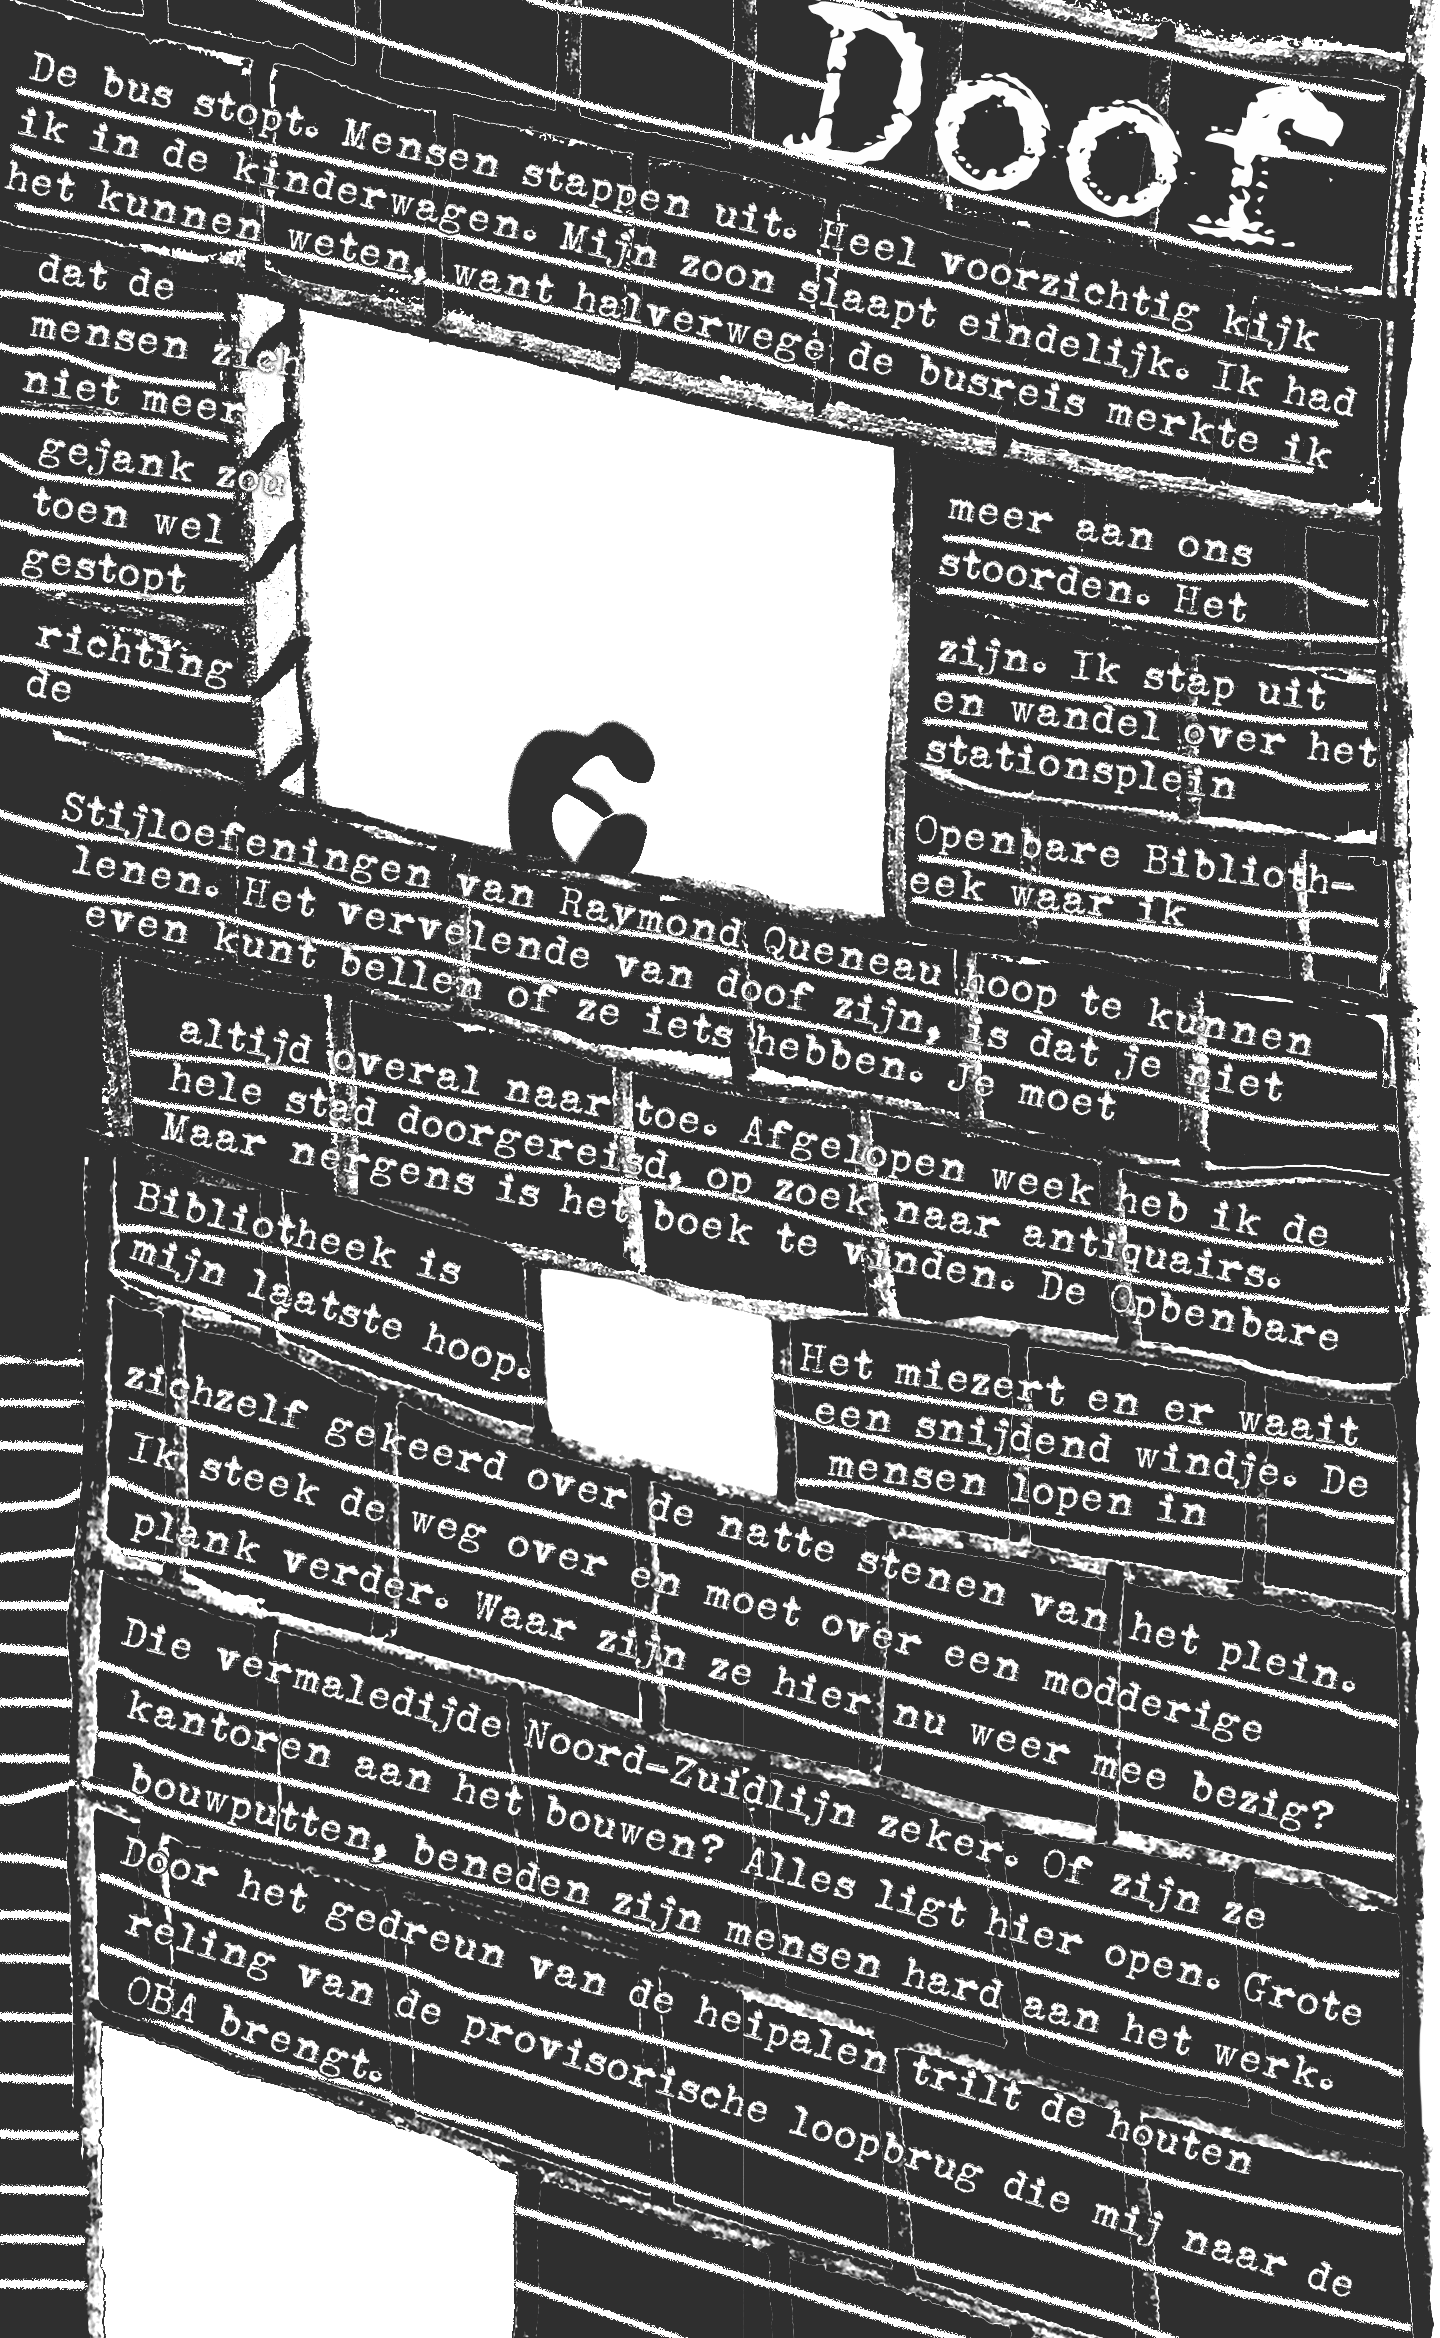 Doof
De bus stopt. Mensen stappen uit. Heel voorzichtig kijk
ik in de kinderwagen. Mijn zoon slaapt eindelijk. Ik had
het kunnen weten, want halverwege de busreis merkte ik
dat de
mensen zich
niet meer
meer aan ons
stoorden. Het
gejank zou
toen wel
gestopt
zijn. Ik stap uit
en wandel over het
stationsplein
richting
de
Openbare Biblioth-
eek waar ik
Stijloefeningen van Raymond Queneau hoop te kunnen
lenen. Het vervelende van doof zijn, is dat je niet
even kunt bellen of ze iets hebben. Je moet
altijd overal naar toe. Afgelopen week heb ik de
hele stad doorgereisd, op zoek naar antiquairs.
Maar nergens is het boek te vinden. De Opbenbare
Bibliotheek is
mijn laatste hoop.
Het miezert en er waait
een snijdend windje. De
mensen lopen in
zichzelf gekeerd over de natte stenen van het plein.
Ik steek de weg over en moet over een modderige
plank verder. Waar zijn ze hier nu weer mee bezig?
Die vermaledijde Noord-Zuidlijn zeker. Of zijn ze
kantoren aan het bouwen? Alles ligt hier open. Grote
bouwputten, beneden zijn mensen hard aan het werk.
Door het gedreun van de heipalen trilt de houten
reling van de provisorische loopbrug die mij naar de
OBA brengt.